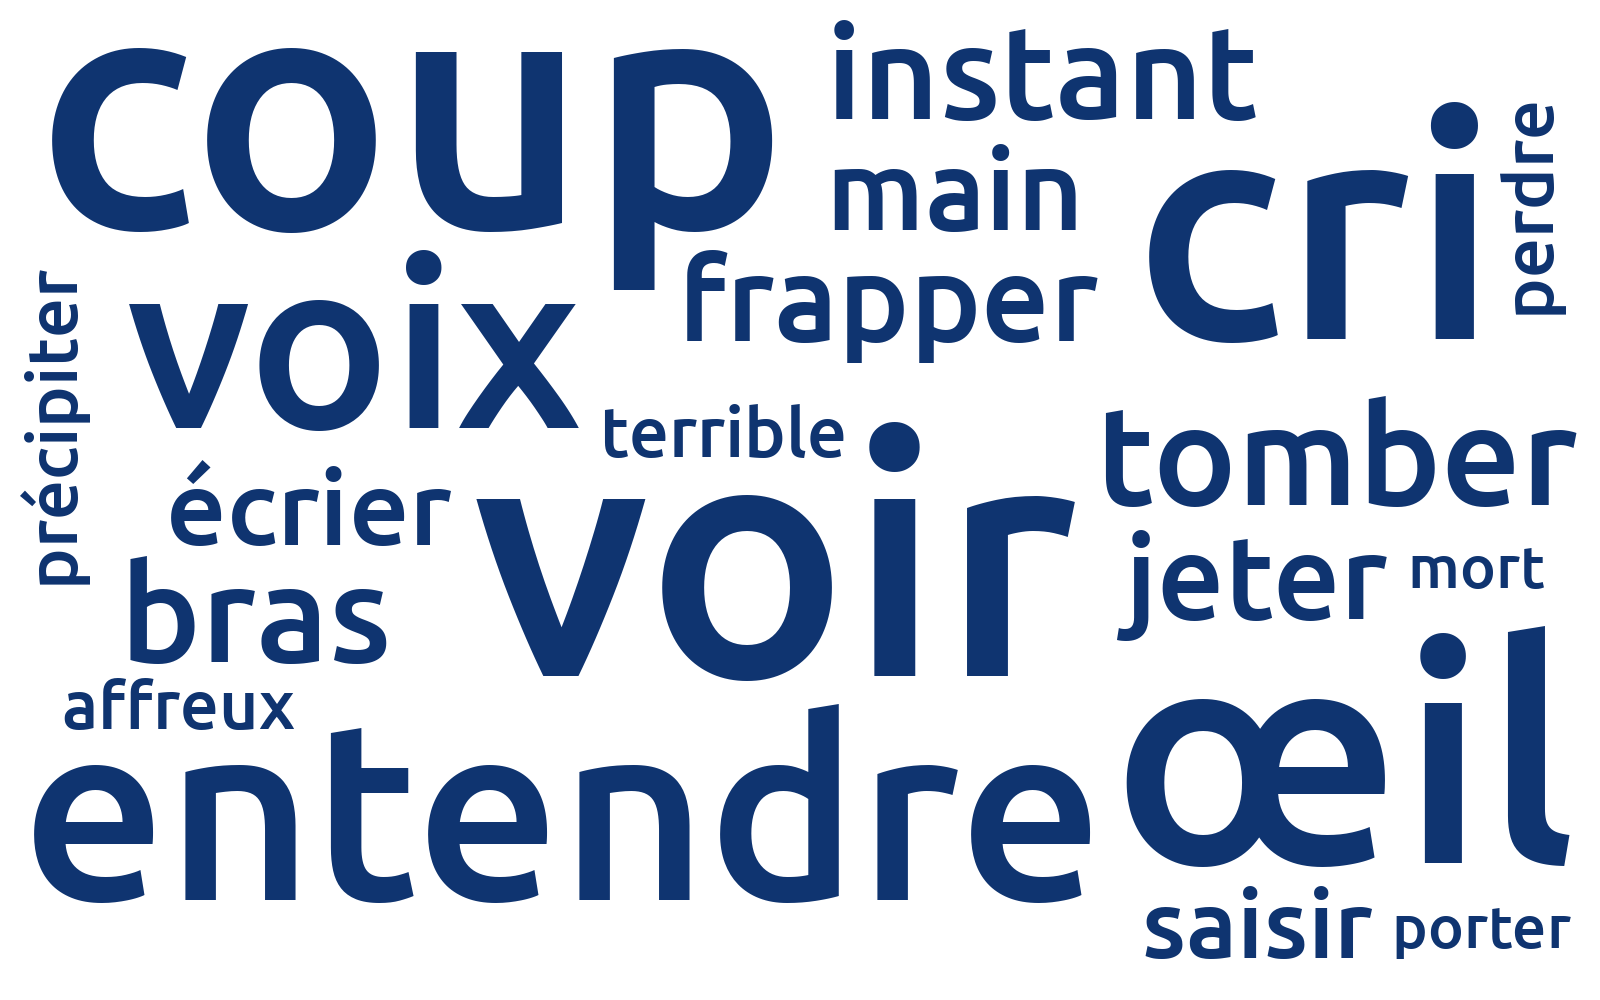 coup
instant
main
cri
perdre
frapper
voix
précipiter
terrible
tomber
écrier
voir
jeter
mort
bras
affreux
entendre
œil
saisir
porter